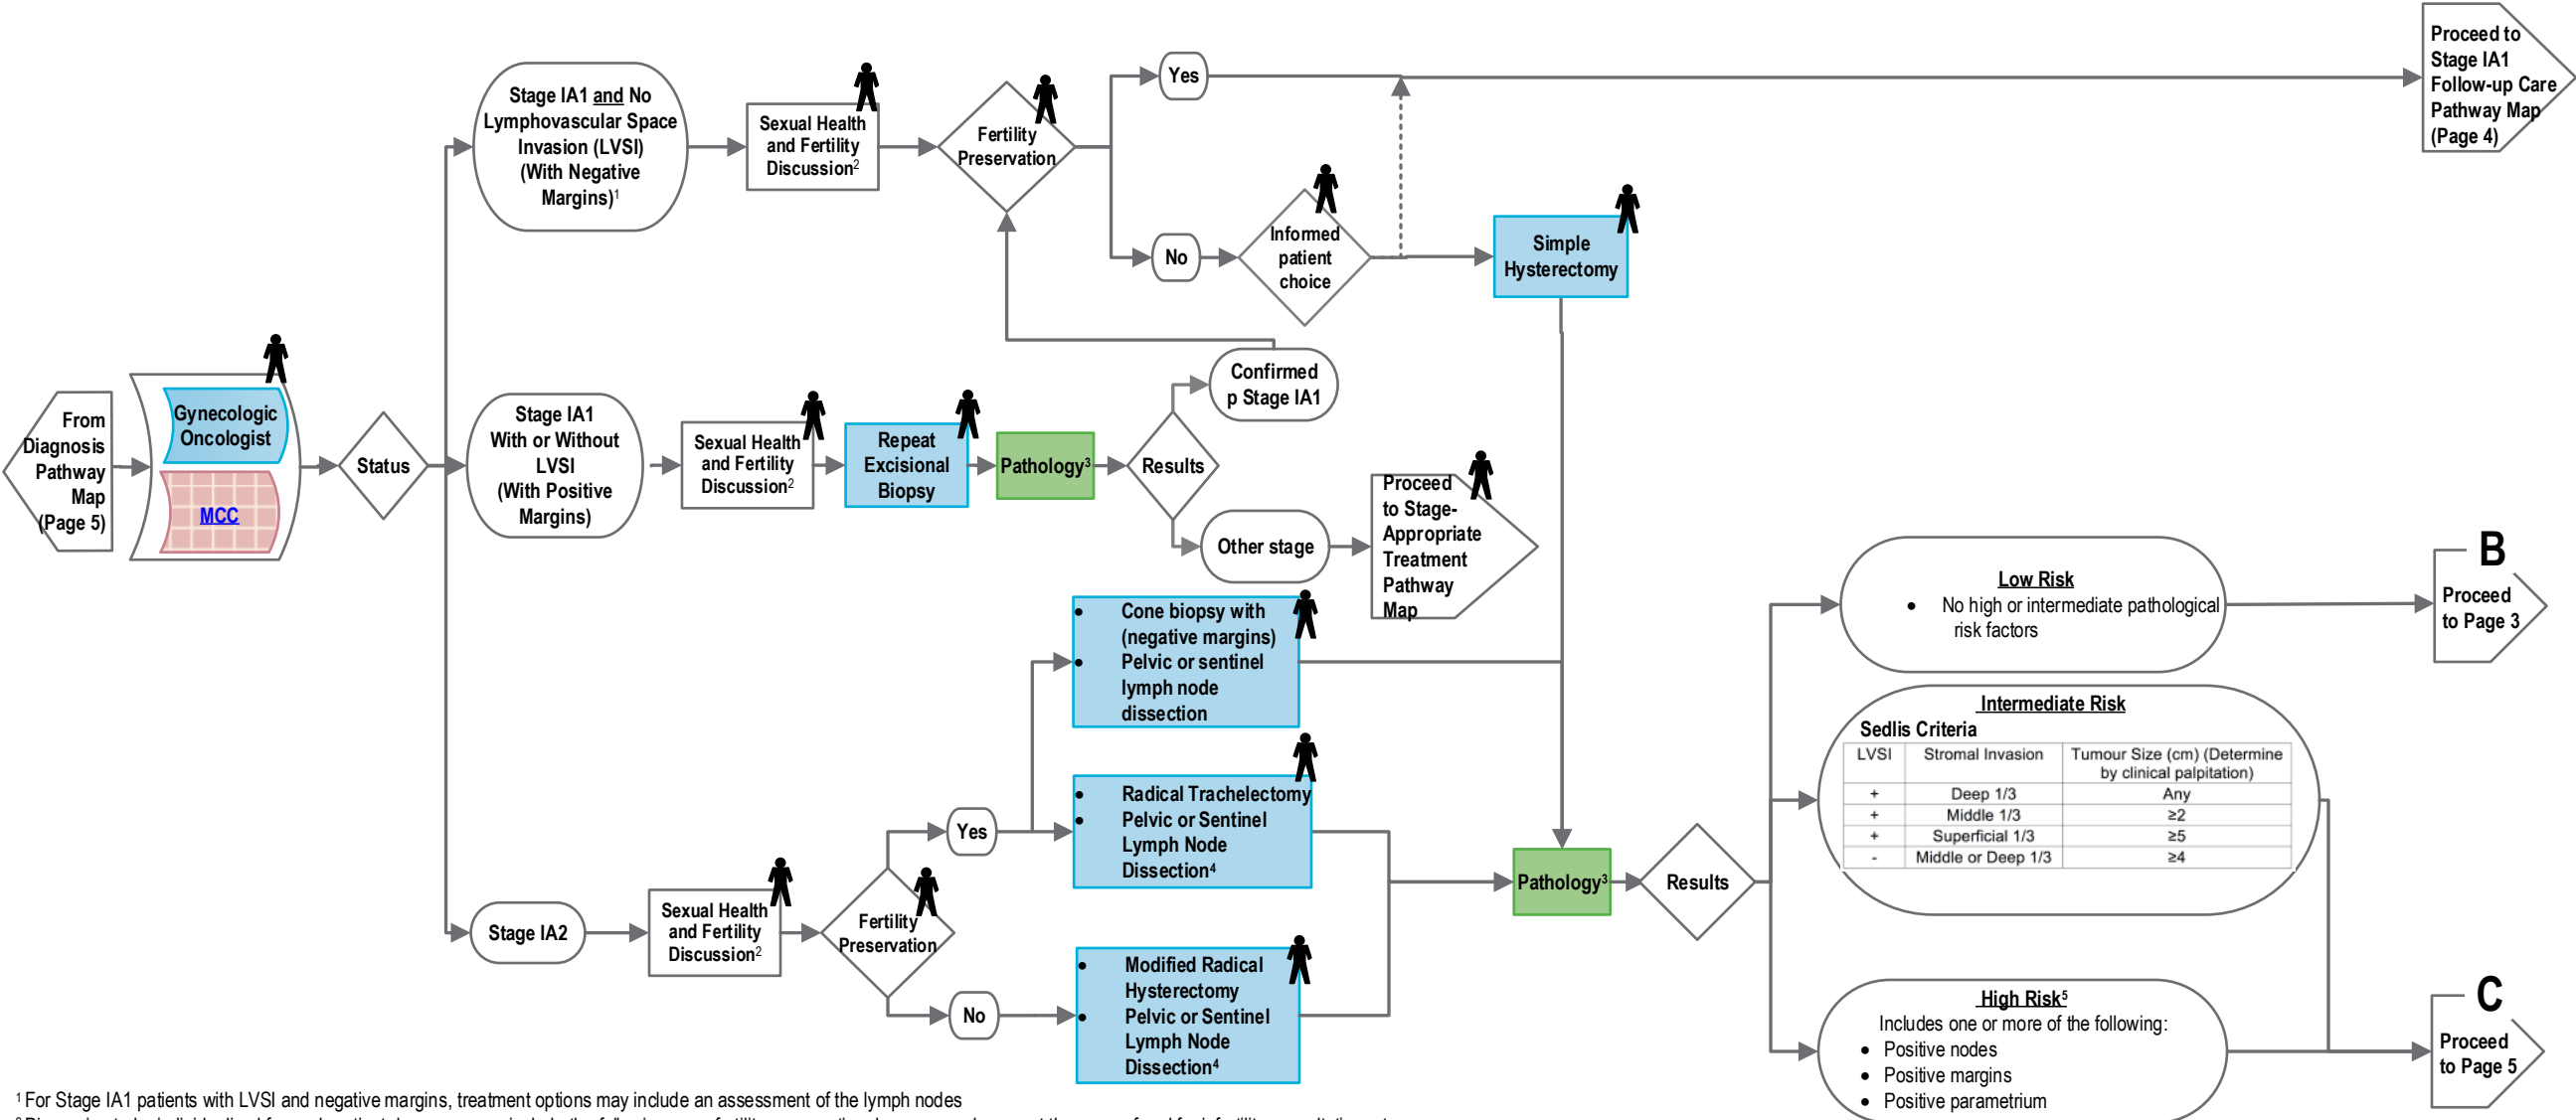 Proceed to
Stage IA1
Follow-up Care
Pathway Map
(Page 4)
Stage IA1 and No
Lymphovascular Space
Invasion (LVSI)
(With Negative
Margins)1
Sexual Health
and Fertility
Discussion2
Fertility
Preservation
Yes
No
Informed
patient
choice
Simple
Hysterectomy
From
Diagnosis
Pathway
Map
(Page 5)
Gynecologic
Oncologist
MCC
Status
Stage IA1
With or Without
LVSI
(With Positive
Margins)
Sexual Health
and Fertility
Discussion2
Repeat
Excisional
Biopsy
Pathology3
Results
Confirmed
p Stage IA1
Other stage
Proceed
to Stage-
Appropriate
Treatment
Pathway
Map
Stage IA2
Sexual Health
and Fertility
Discussion2
Fertility
Preservation
Yes
No
• Cone biopsy with
(negative margins)
• Pelvic or sentinel
lymph node
dissection
• Radical Trachelectomy
• Pelvic or Sentinel
Lymph Node
Dissection4
• Modified Radical
Hysterectomy
• Pelvic or Sentinel
Lymph Node
Dissection4
Pathology3
Results
Low Risk
• No high or intermediate pathological
risk factors
B
Proceed
to Page 3
Intermediate Risk
Sedlis Criteria
LVSI Stromal Invasion Tumour Size (cm) (Determine
by clinical palpitation)
+ Deep 1/3 Any
+ Middle 1/3 ≥2
+ Superficial 1/3 ≥5
- Middle or Deep 1/3 ≥4
High Risk5
Includes one or more of the following:
• Positive nodes
• Positive margins
• Positive parametrium
C
Proceed
to Page 5
1 For Stage IA1 patients with LVSI and negative margins, treatment options may include an assessment of the lymph nodes